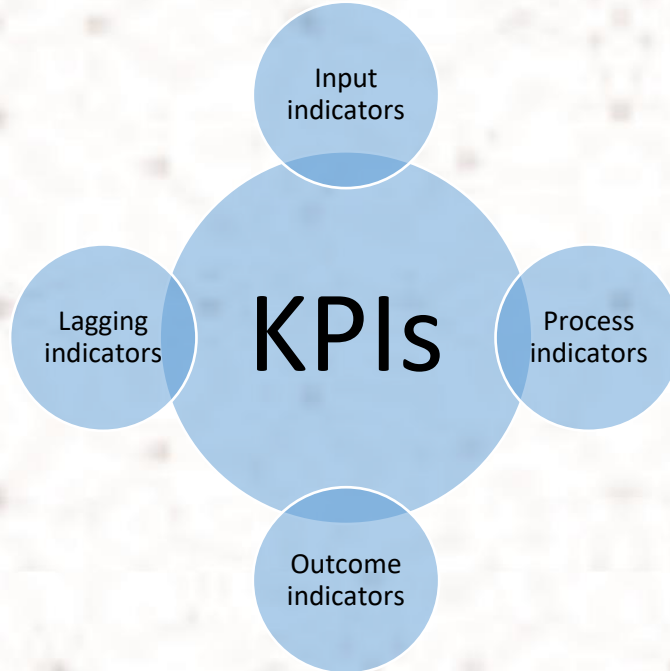 Input
indicators
Lagging
indicators
KPIs
Process
indicators
Outcome
indicators